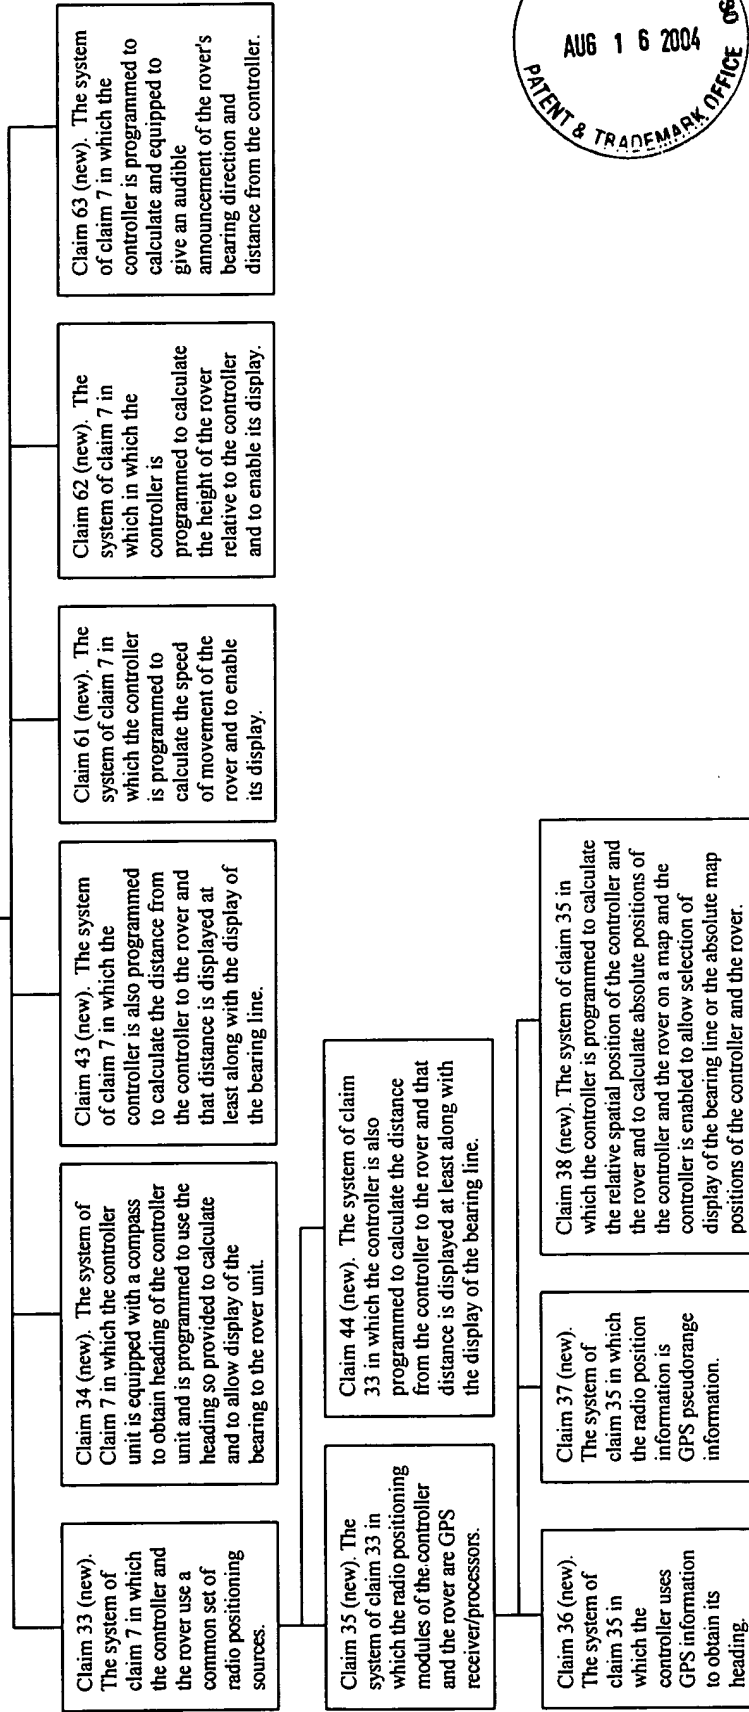 Claim 33 (new).
The system of
claim 7 in which
the controller and
the rover use a
common set of
radio positioning
sources.
Claim 34 (new). The system of
Claim 7 in which the controller
unit is equipped with a compass
to obtain heading of the controller
unit and is programmed to use the
heading so provided to calculate
and to allow display of the
bearing to the rover unit.
Claim 43 (new). The system
of claim 7 in which the
controller is also programmed
to calculate the distance from
the controller to the rover and
that distance is displayed at
least along with the display of
the bearing line.
Claim 61 (new). The
system of claim 7 in
which the controller
is programmed to
calculate the speed
of movement of the
rover and to enable
its display.
Claim 62 (new). The
system of claim 7 in
which in which the
controller is
programmed to calculate
the height of the rover
relative to the controller
and to enable its display.
Claim 63 (new). The system
of claim 7 in which the
controller is programmed to
calculate and equipped to
give an audible
announcement of the rover's
bearing direction and
distance from the controller.
Claim 35 (new). The
system of claim 33 in
which the radio positioning
modules of the controller
and the rover are GPS
receiver/processors.
Claim 44 (new). The system of claim
33 in which the controller is also
programmed to calculate the distance
from the controller to the rover and that
distance is displayed at least along with
the display of the bearing line.
Claim 36 (new).
The system of
claim 35 in
which the
controller uses
GPS information
to obtain its
heading.
Claim 37 (new).
The system of
claim 35 in which
the radio position
information is
GPS pseudorange
information.
Claim 38 (new). The system of claim 35 in
which the controller is programmed to calculate
the relative spatial position of the controller and
the rover and to calculate absolute positions of
the controller and the rover on a map and the
controller is enabled to allow selection of
display of the bearing line or the absolute map
positions of the controller and the rover.
AUG 1 6 2004
PATENT & TRADEMARK OFFICE